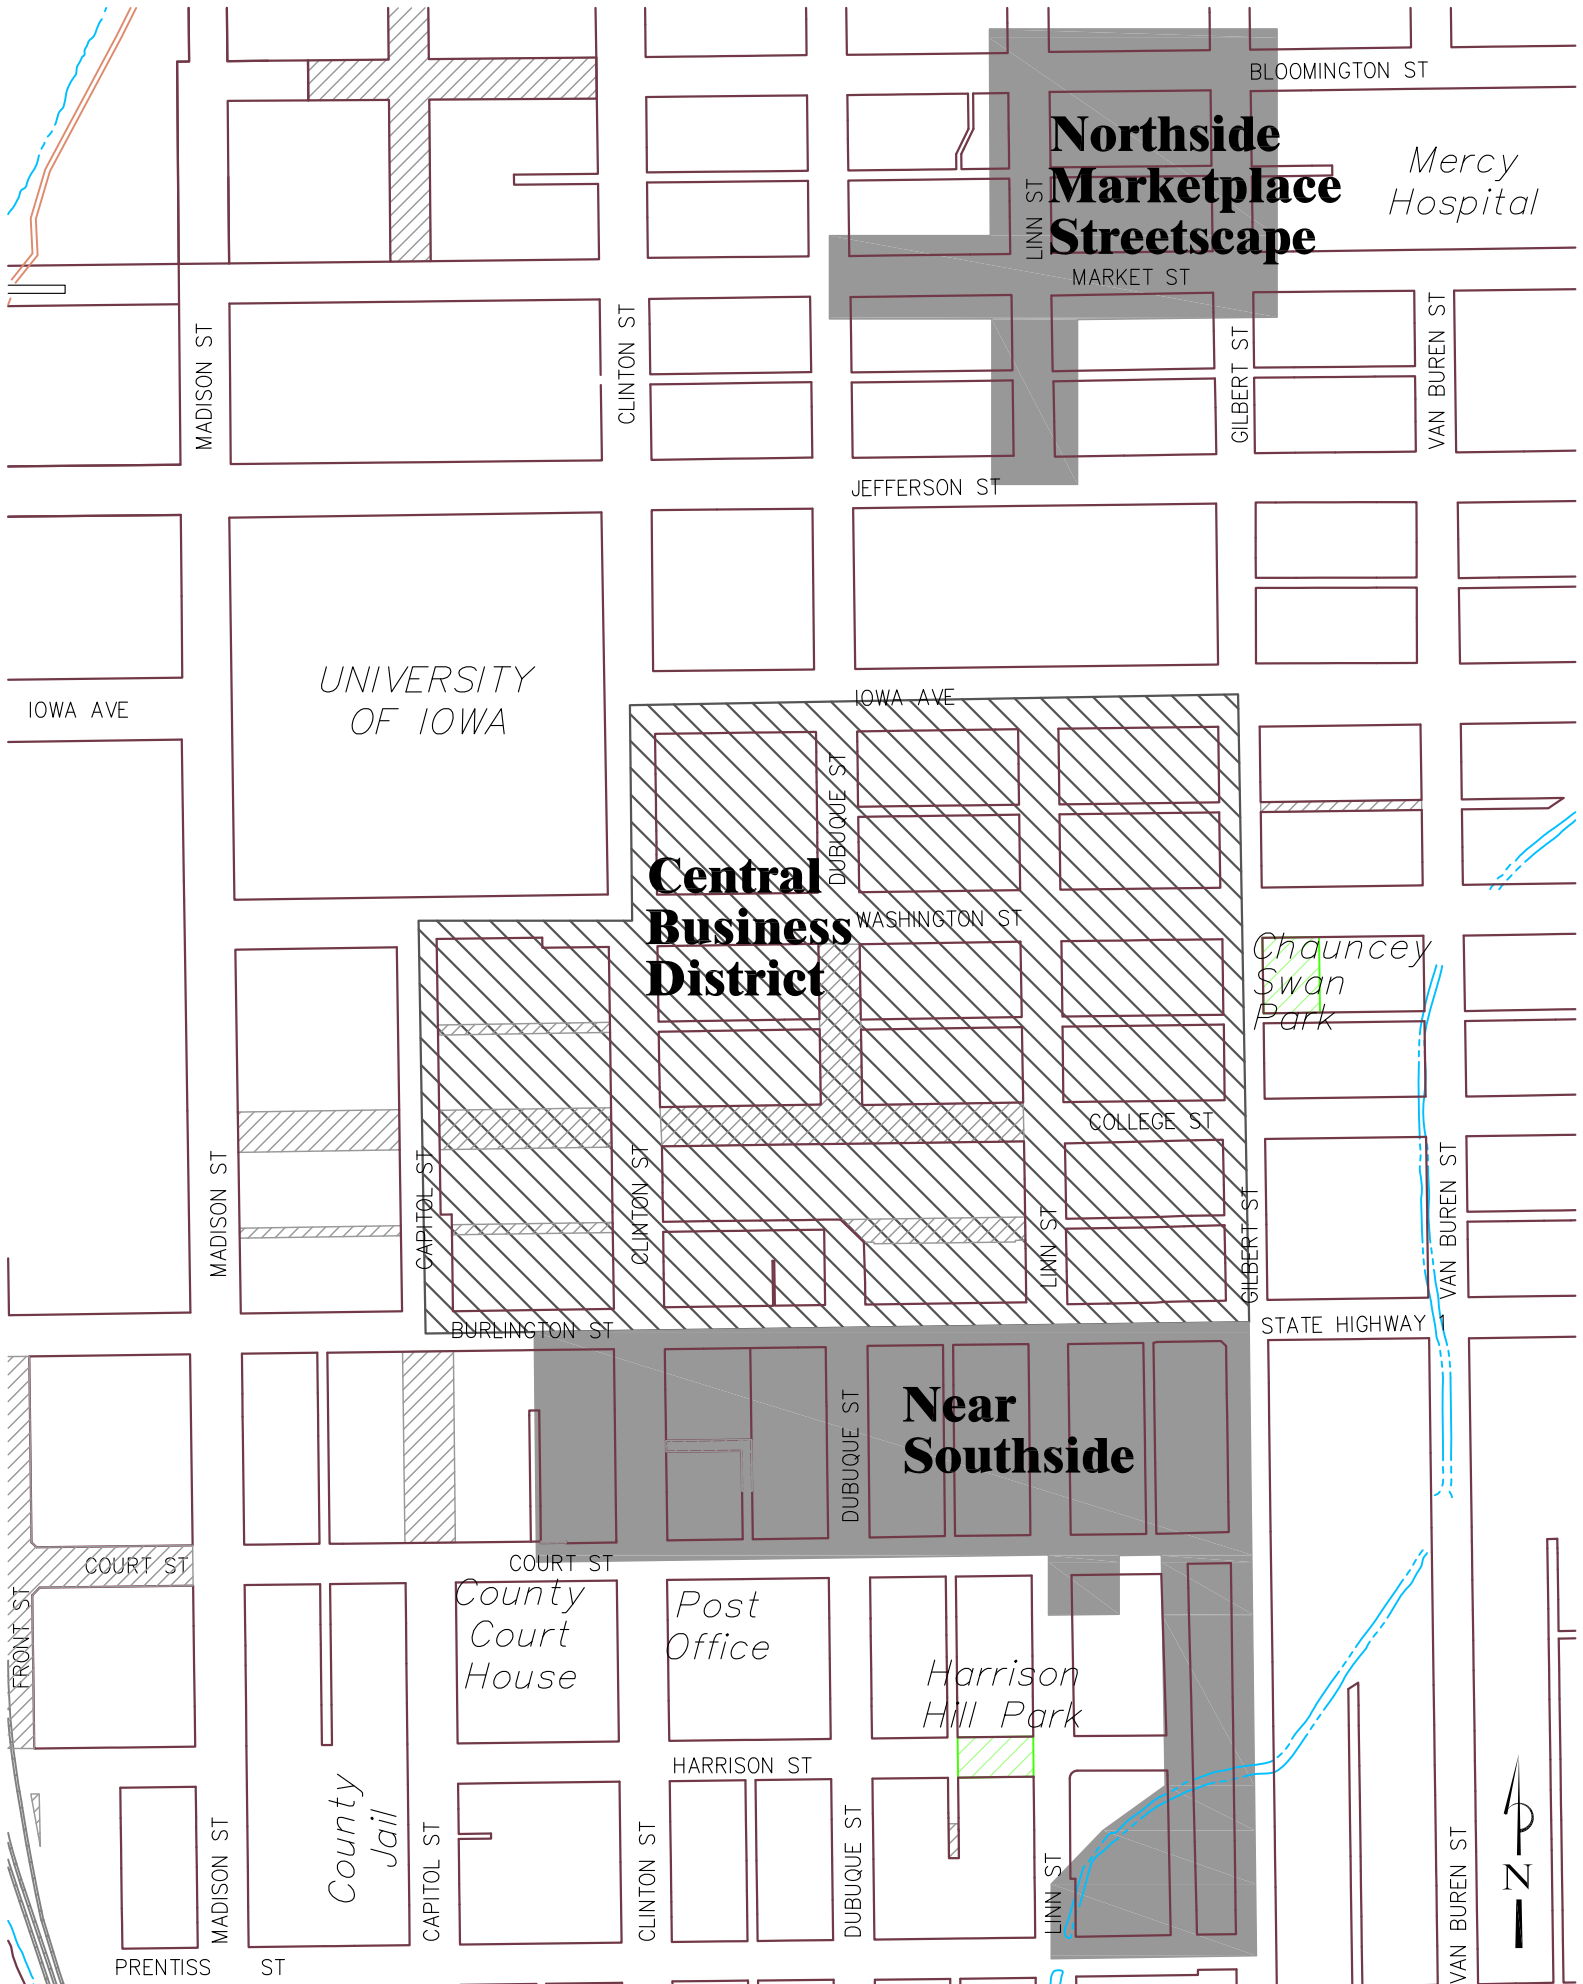 BLOOMINGTON ST
Northside
Marketplace
Streetscape
Mercy
Hospital
LINN ST
MARKET ST
MADISON ST
CLINTON ST
GILBERT ST
VAN BUREN ST
JEFFERSON ST
UNIVERSITY
OF IOWA
IOWA AVE
IOWA AVE
DUBUQUE ST
Central
Business
District
WASHINGTON ST
Chauncey
Swan
Park
COLLEGE ST
MADISON ST
CAPITOL ST
CLINTON ST
LINN ST
GILBERT ST
VAN BUREN ST
BURLINGTON ST
STATE HIGHWAY 1
Near
Southside
DUBUQUE ST
COURT ST
COURT ST
FRONT ST
County
Court
House
Post
Office
Harrison
Hill Park
HARRISON ST
County
Jail
MADISON ST
CAPITOL ST
CLINTON ST
DUBUQUE ST
LINN ST
VAN BUREN ST
N
PRENTISS ST